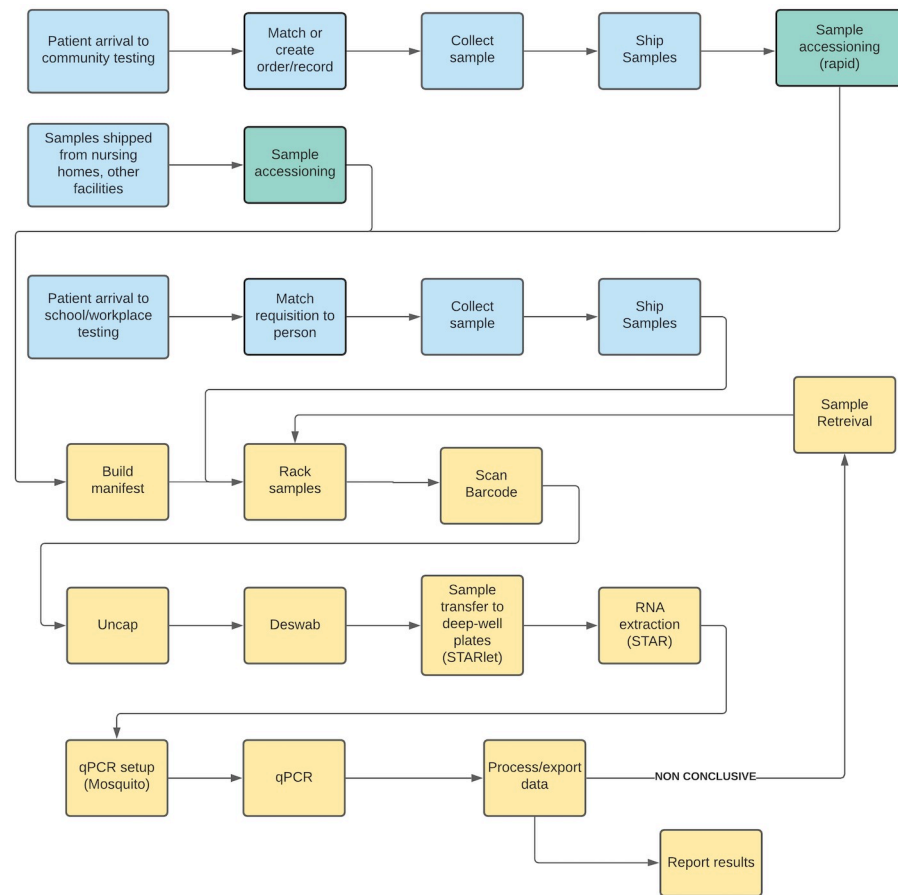 Patient arrival to
community testing
Match or
create
order/record
Collect
sample
Ship
Samples
Sample
accessioning
(rapid)
Samples shipped
from nursing
homes, other
facilities
Sample
accessioning
Patient arrival to
school/workplace
testing
Match
requisition to
person
Collect
sample
Ship
Samples
Sample
Retreival
Build
manifest
Rack
samples
Scan
Barcode
Uncap
Deswab
Sample
transfer to
deep-well
plates
(STARlet)
RNA
extraction
(STAR)
qPCR setup
(Mosquito)
qPCR
Process/export
data
NON CONCLUSIVE
Report results